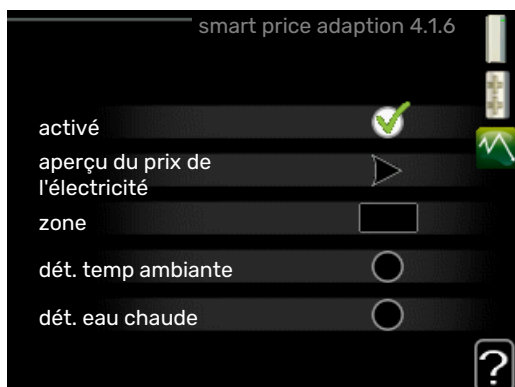 smart price adaption 4.1.6
activé
aperçu du prix de
l'électricité
zone
dét. temp ambiante
dét. eau chaude
?